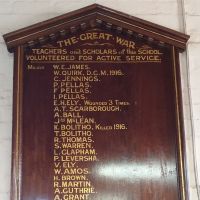 THE GREAT WAR
TEACHERS AND SCHOLARS OF THIS SCHOOL
VOLUNTEERED FOR ACTIVE SERVICE.
MAJOR W.E. JAMES.
W. QUIRK, D.C.M. 1916.
C. JENNINGS.
P. PELLAS.
F. PELLAS.
I. PELLAS.
E.H. ELY. WOUNDED 3 TIMES
A.T. SCARBOROUGH.
A. BALL.
JAS McLEAN.
K. BOLITHO. KILLED 1916.
T. BOLITHO.
R. THOMAS.
S. WARREN.
L. CLAPHAM.
P. LEVERSHA.
V. ELY.
W. AMOS.
H. BROWN.
R. MARTIN.
A. GUTHRIE.
A. GRANT.